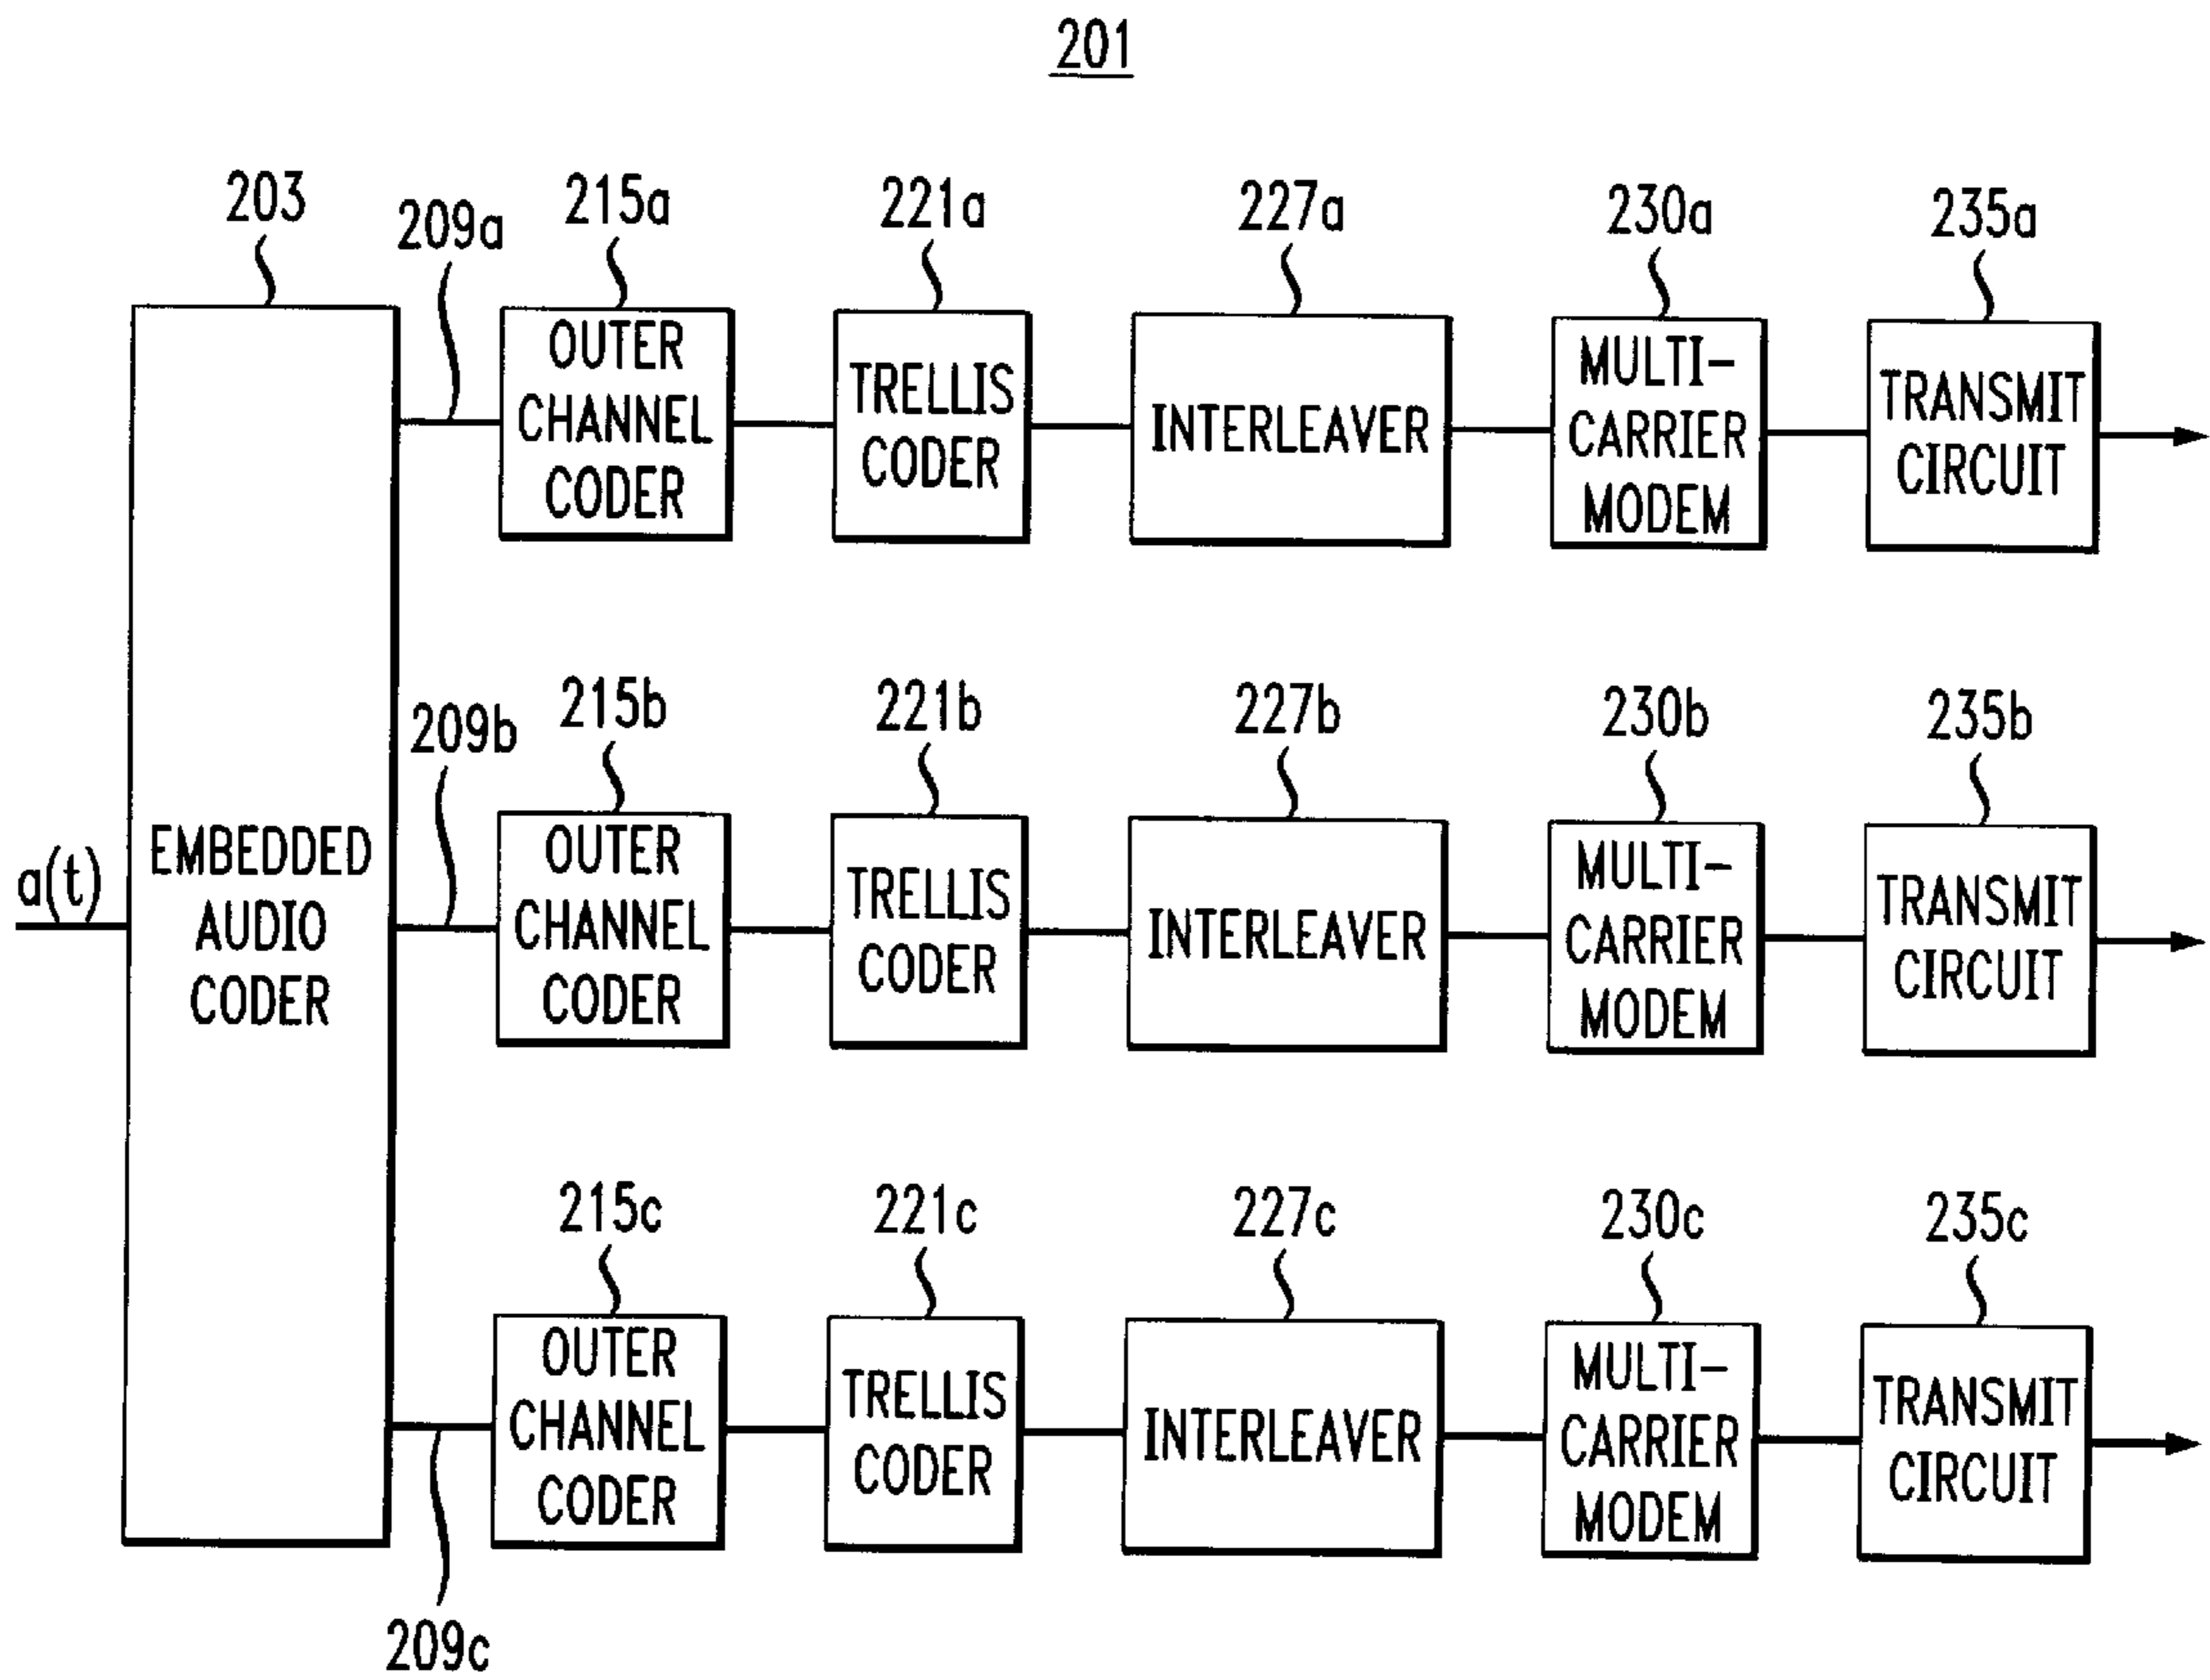 201
203
209a
215a
221a
227a
230a
235a
OUTER
CHANNEL
CODER
TRELLIS
CODER
INTERLEAVER
MULTI-
CARRIER
MODEM
TRANSMIT
CIRCUIT
a(t)
EMBEDDED
AUDIO
CODER
209b
215b
221b
227b
230b
235b
OUTER
CHANNEL
CODER
TRELLIS
CODER
INTERLEAVER
MULTI-
CARRIER
MODEM
TRANSMIT
CIRCUIT
209c
215c
221c
227c
230c
235c
OUTER
CHANNEL
CODER
TRELLIS
CODER
INTERLEAVER
MULTI-
CARRIER
MODEM
TRANSMIT
CIRCUIT